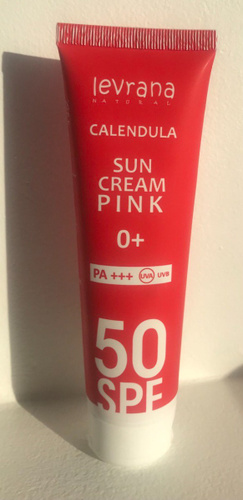 levrana
NATURAL
CALENDULA
SUN
CREAM
PINK
0+
PA +++ UVA UVB
50
SPF